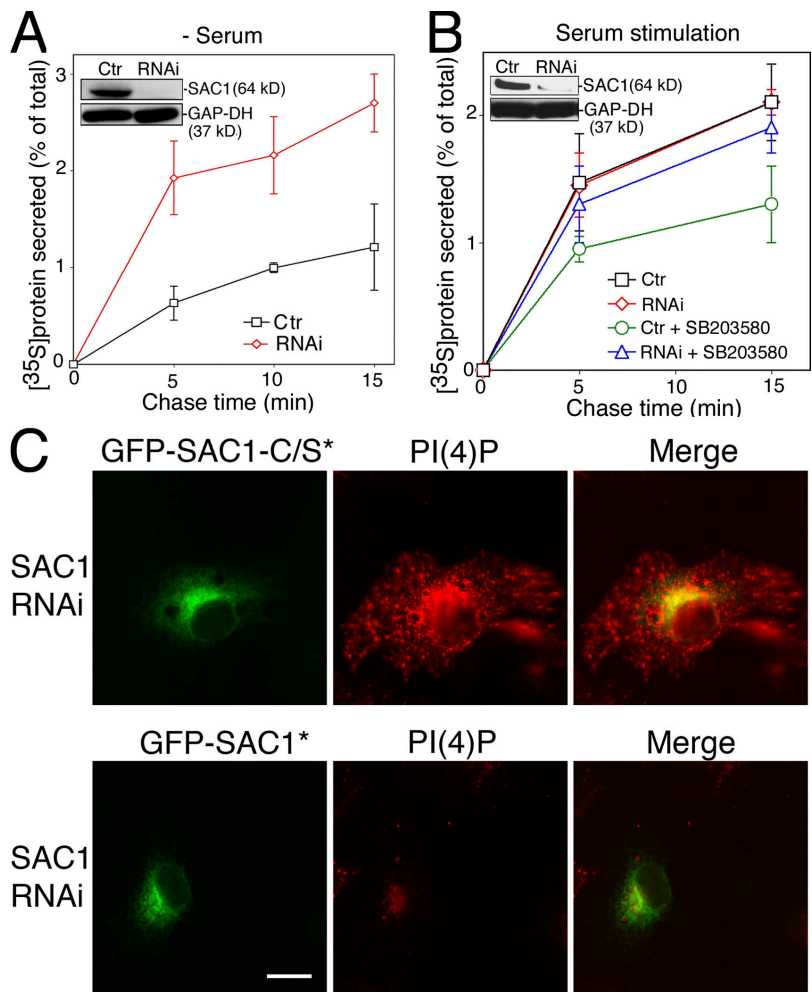 A
- Serum
Ctr RNAi
SAC1(64 kD)
GAP-DH
(37 kD)
[35S]protein secreted (% of total)
3
2
1
0
0 5 10 15
Chase time (min)
Ctr
RNAi
B
Serum stimulation
Ctr RNAi
SAC1(64 kD)
GAP-DH
(37 kD)
[35S]protein secreted (% of total)
2
1
0
0 5 10 15
Chase time (min)
Ctr
RNAi
Ctr + SB203580
RNAi + SB203580
C
GFP-SAC1-C/S* PI(4)P Merge
SAC1
RNAi
GFP-SAC1* PI(4)P Merge
SAC1
RNAi